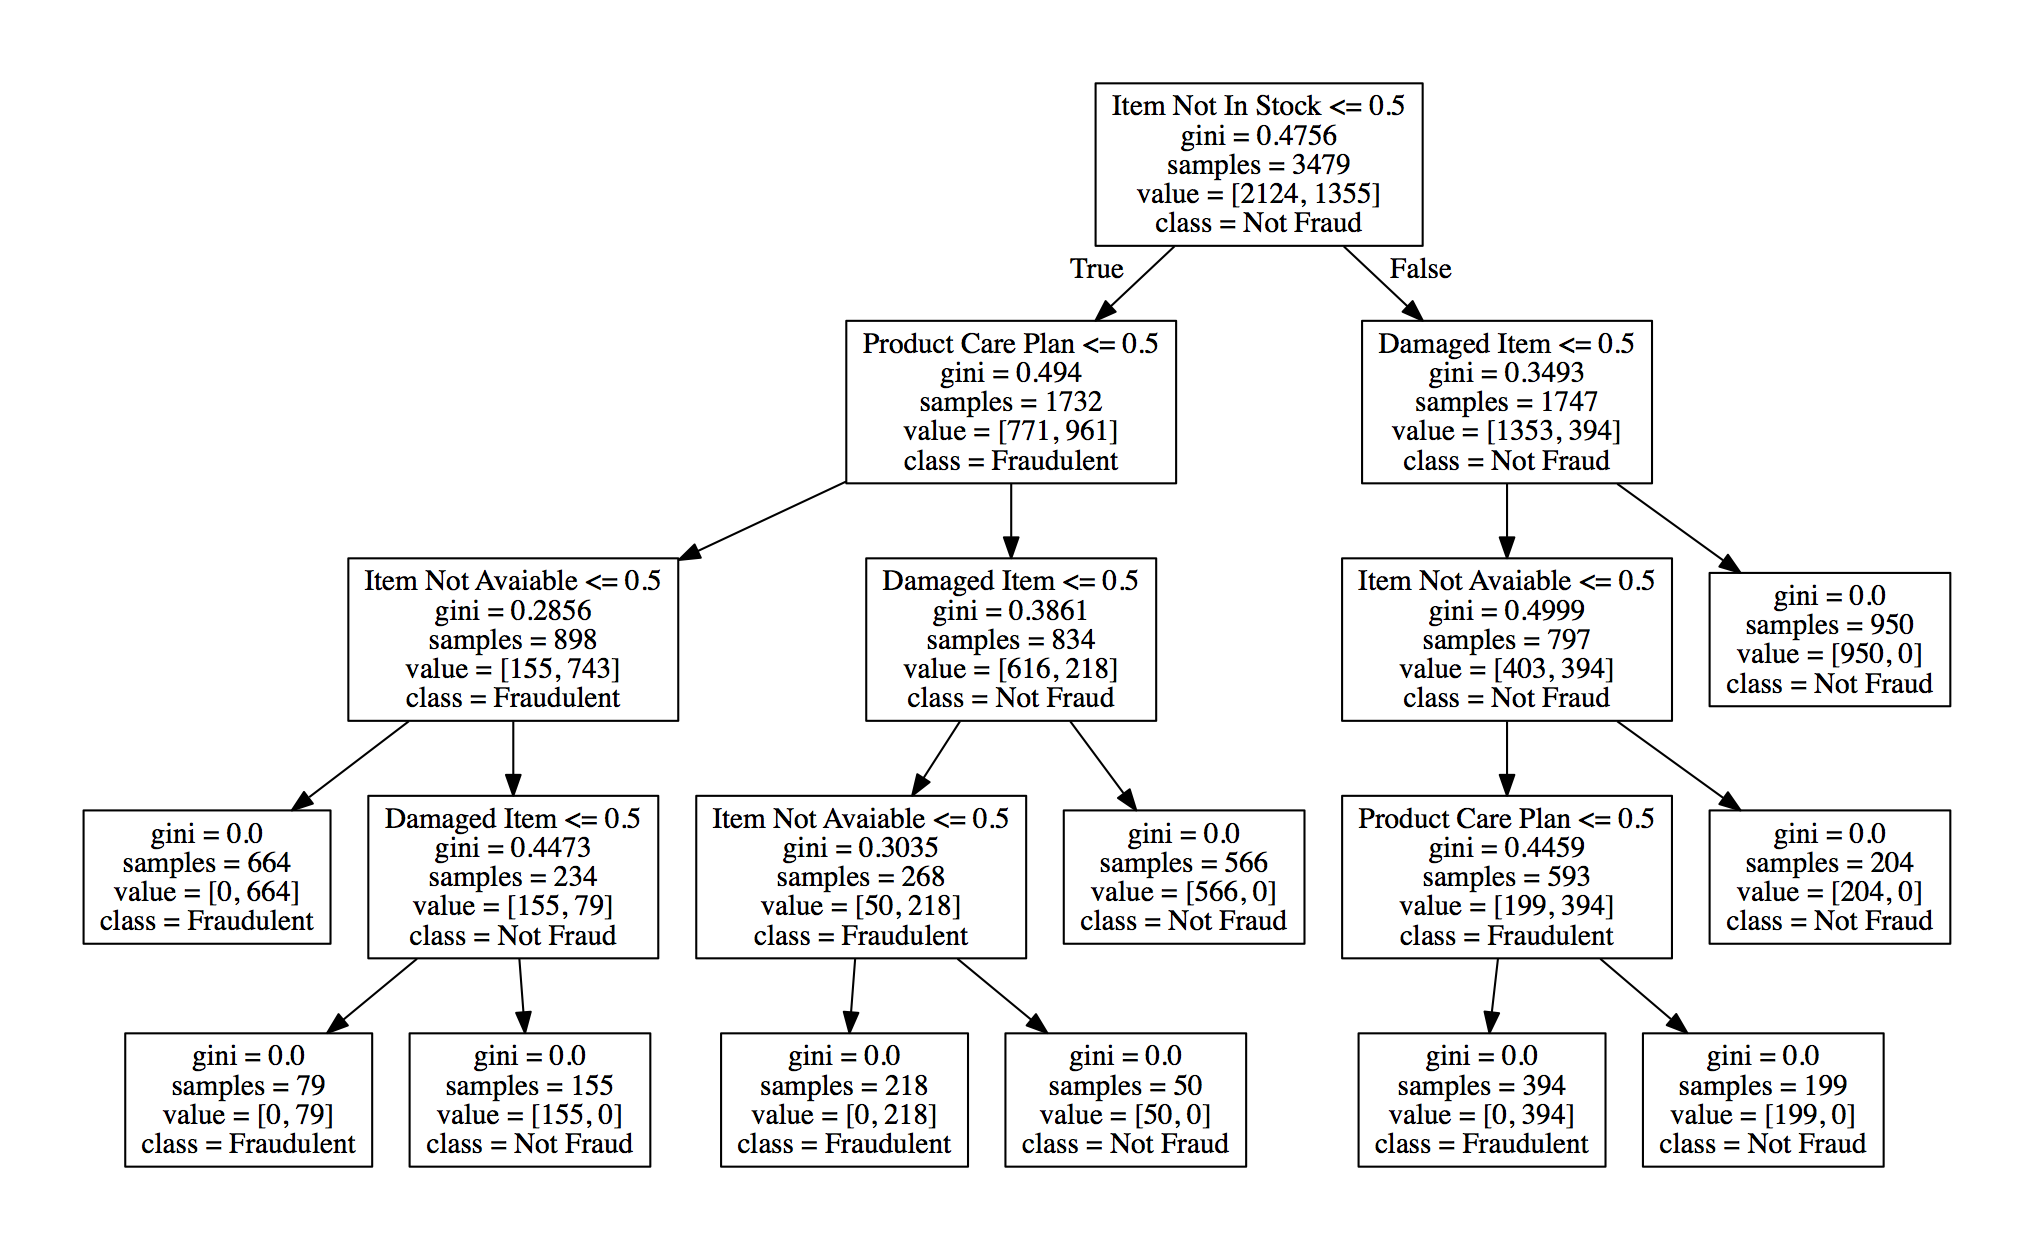 Item Not In Stock <= 0.5
gini = 0.4756
samples = 3479
value = [2124, 1355]
class = Not Fraud
True
False
Product Care Plan <= 0.5
gini = 0.494
samples = 1732
value = [771, 961]
class = Fraudulent
Damaged Item <= 0.5
gini = 0.3493
samples = 1747
value = [1353, 394]
class = Not Fraud
Item Not Avaiable <= 0.5
gini = 0.2856
samples = 898
value = [155, 743]
class = Fraudulent
Damaged Item <= 0.5
gini = 0.3861
samples = 834
value = [616, 218]
class = Not Fraud
Item Not Avaiable <= 0.5
gini = 0.4999
samples = 797
value = [403, 394]
class = Not Fraud
gini = 0.0
samples = 950
value = [950, 0]
class = Not Fraud
gini = 0.0
samples = 664
value = [0, 664]
class = Fraudulent
Damaged Item <= 0.5
gini = 0.4473
samples = 234
value = [155, 79]
class = Not Fraud
Item Not Avaiable <= 0.5
gini = 0.3035
samples = 268
value = [50, 218]
class = Fraudulent
gini = 0.0
samples = 566
value = [566, 0]
class = Not Fraud
Product Care Plan <= 0.5
gini = 0.4459
samples = 593
value = [199, 394]
class = Fraudulent
gini = 0.0
samples = 204
value = [204, 0]
class = Not Fraud
gini = 0.0
samples = 79
value = [0, 79]
class = Fraudulent
gini = 0.0
samples = 155
value = [155, 0]
class = Not Fraud
gini = 0.0
samples = 218
value = [0, 218]
class = Fraudulent
gini = 0.0
samples = 50
value = [50, 0]
class = Not Fraud
gini = 0.0
samples = 394
value = [0, 394]
class = Fraudulent
gini = 0.0
samples = 199
value = [199, 0]
class = Not Fraud